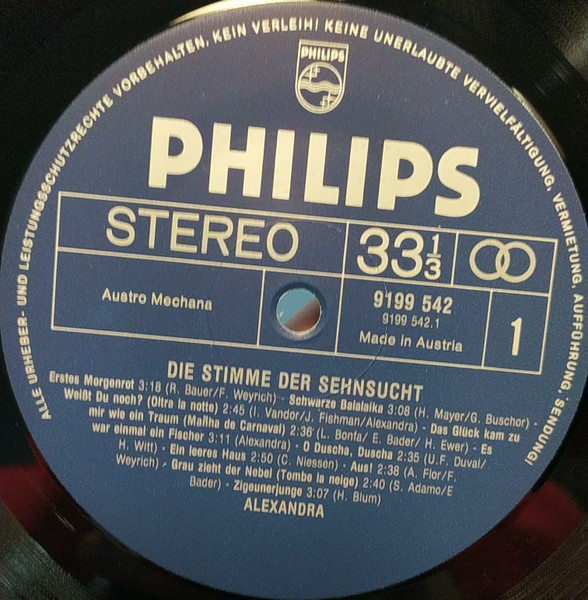 ALLE URHEBER- UND LEISTUNGSSCHUTZRECHTE VORBEHALTEN. KEIN VERLEIH! KEINE UNERLAUBTE VERVIELFÄLTIGUNG, VERMIETUNG, AUFFÜHRUNG, SENDUNG!
PHILIPS
PHILIPS
STEREO
33 1/3
Austro Mechana
9199 542
9199 542.1
Made in Austria
1
DIE STIMME DER SEHNSUCHT
Erstes Morgenrot 3:18 (R. Bauer/F. Weyrich) - Schwarze Balalaika 3:08 (H. Mayer/G. Buschor) -
Weißt Du noch? (Oltra la notte) 2:45 (I. Vandor/J. Fishman/Alexandra) - Das Glück kam zu
mir wie ein Traum (Maliha de Carnaval) 2:36 (L. Bonfa/E. Bader/H. Ewer) - Es
war einmal ein Fischer 3:11 (Alexandra) - O Duscha, Duscha 2:35 (U.F. Duval/
H. Witt) - Ein leeres Haus 2:50 (C. Niessen) - Aus! 2:38 (A. Flor/F.
Weyrich) - Grau zieht der Nebel (Tombe la neige) 2:40 (S. Adamo/E
Bader) - Zigeunerjunge 3:07 (H. Blum)
ALEXANDRA